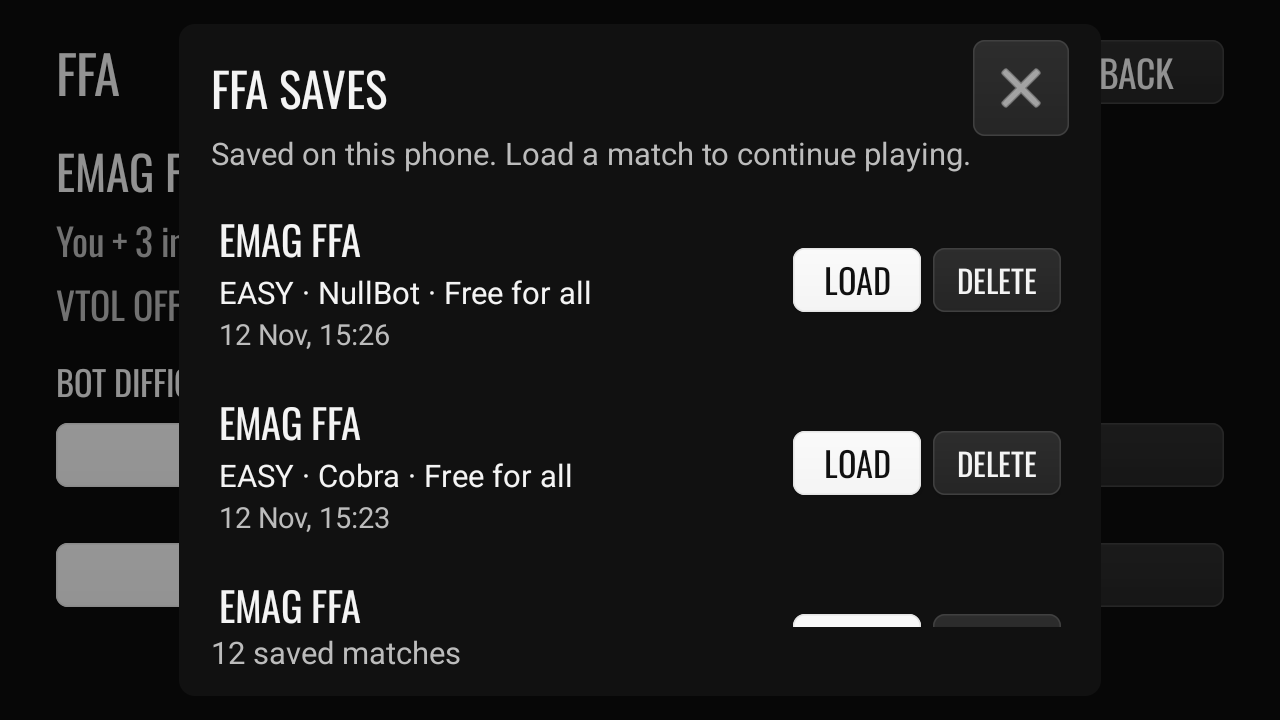 FFA
BACK
FFA SAVES
Saved on this phone. Load a match to continue playing.
EMAG
You + 3
VTOL OFF
BOT
EMAG FFA
EASY · NullBot · Free for all
12 Nov, 15:26
LOAD
DELETE
EMAG FFA
EASY · Cobra · Free for all
12 Nov, 15:23
LOAD
DELETE
EMAG FFA
12 saved matches